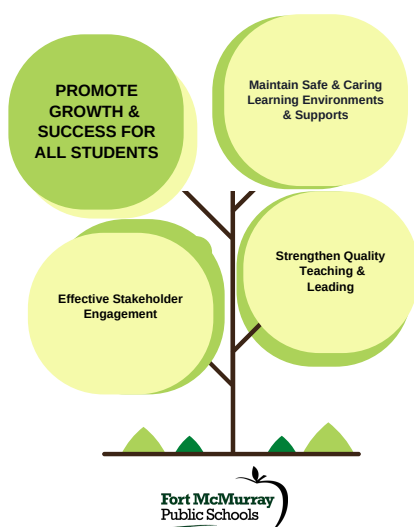 PROMOTE
GROWTH &
SUCCESS FOR
ALL STUDENTS
Maintain Safe & Caring
Learning Environments
& Supports
Effective Stakeholder
Engagement
Strengthen Quality
Teaching &
Leading
Fort McMurray
Public Schools